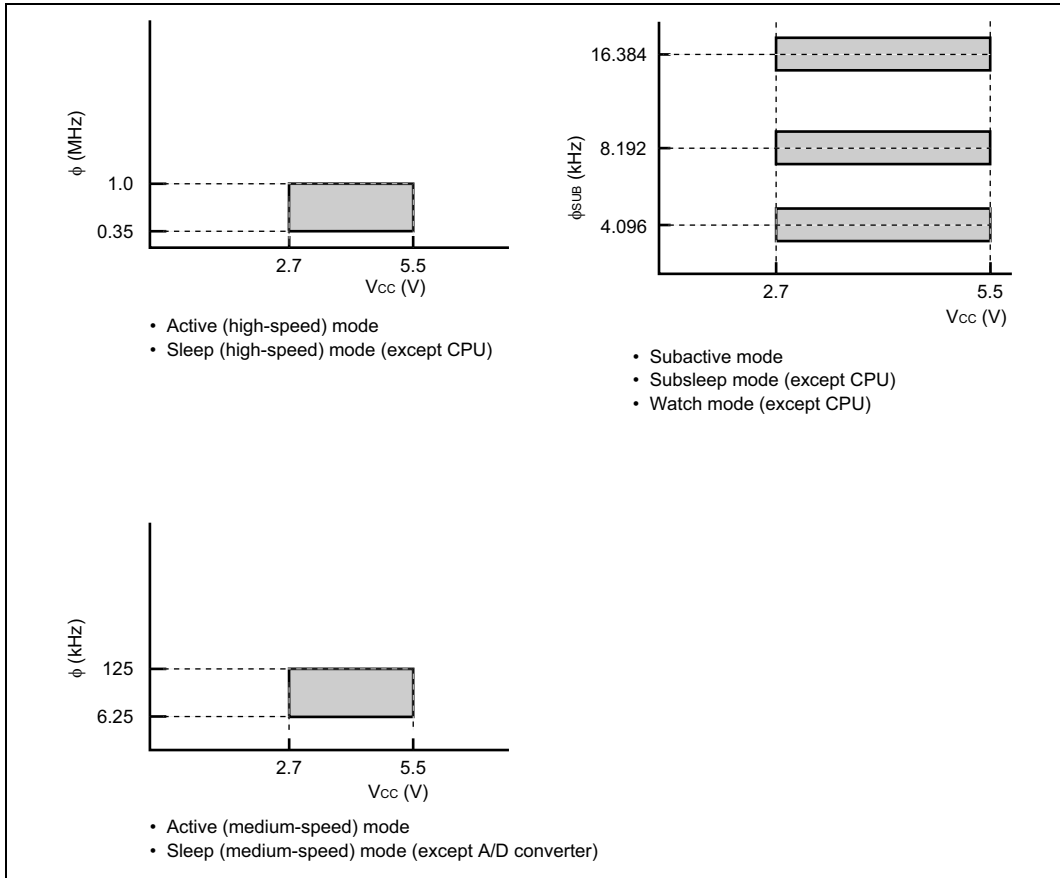 φ (MHz)
1.0
0.35
2.7
5.5
VCC (V)
• Active (high-speed) mode
• Sleep (high-speed) mode (except CPU)
φSUB (kHz)
16.384
8.192
4.096
2.7
5.5
VCC (V)
• Subactive mode
• Subsleep mode (except CPU)
• Watch mode (except CPU)
φ (kHz)
125
6.25
2.7
5.5
VCC (V)
• Active (medium-speed) mode
• Sleep (medium-speed) mode (except A/D converter)